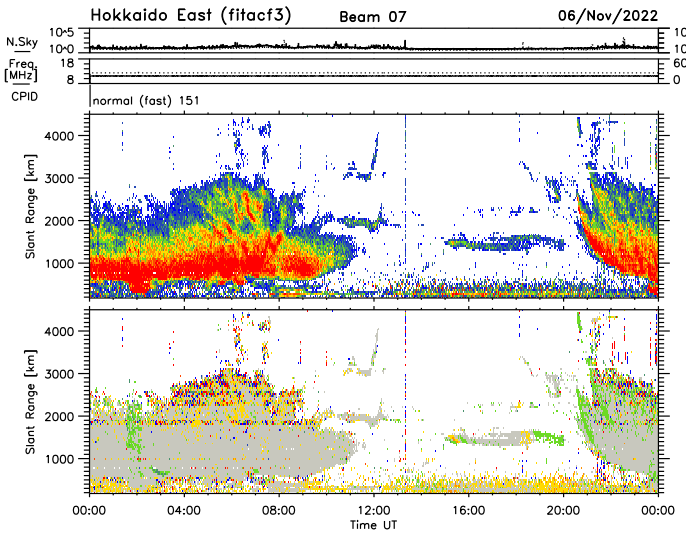 Hokkaido East (fitacf3) Beam 07 06/Nov/2022
N.Sky 10^5 10^0 10 10
Freq. [MHz] 18 8 60 0
CPID normal (fast) 151
Slant Range [km] 4000 3000 2000 1000
Slant Range [km] 4000 3000 2000 1000
00:00 04:00 08:00 12:00 16:00 20:00 00:00
Time UT